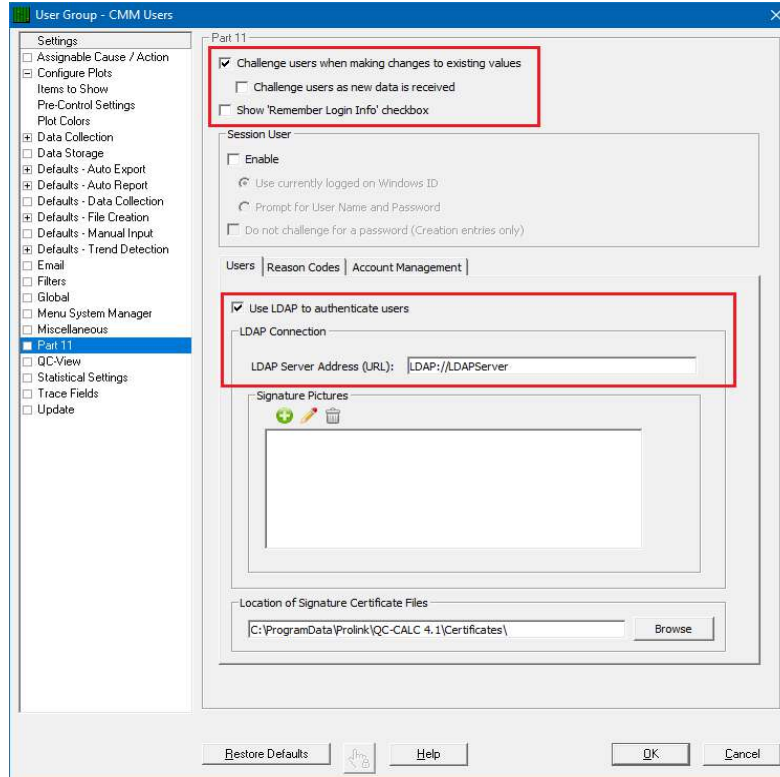 User Group - CMM Users
Settings
Assignable Cause / Action
Configure Plots
Items to Show
Pre-Control Settings
Plot Colors
Data Collection
Data Storage
Defaults - Auto Export
Defaults - Auto Report
Defaults - Data Collection
Defaults - File Creation
Defaults - Manual Input
Defaults - Trend Detection
Email
Filters
Global
Menu System Manager
Miscellaneous
Part 11
QC-View
Statistical Settings
Trace Fields
Update
Part 11
Challenge users when making changes to existing values
Challenge users as new data is received
Show 'Remember Login Info' checkbox
Session User
Enable
Use currently logged on Windows ID
Prompt for User Name and Password
Do not challenge for a password (Creation entries only)
Users Reason Codes Account Management
Use LDAP to authenticate users
LDAP Connection
LDAP Server Address (URL): LDAP://LDAPServer
Signature Pictures
Location of Signature Certificate Files
C:\ProgramData\Prolink\QC-CALC 4.1\Certificates\ Browse
Restore Defaults Help OK Cancel